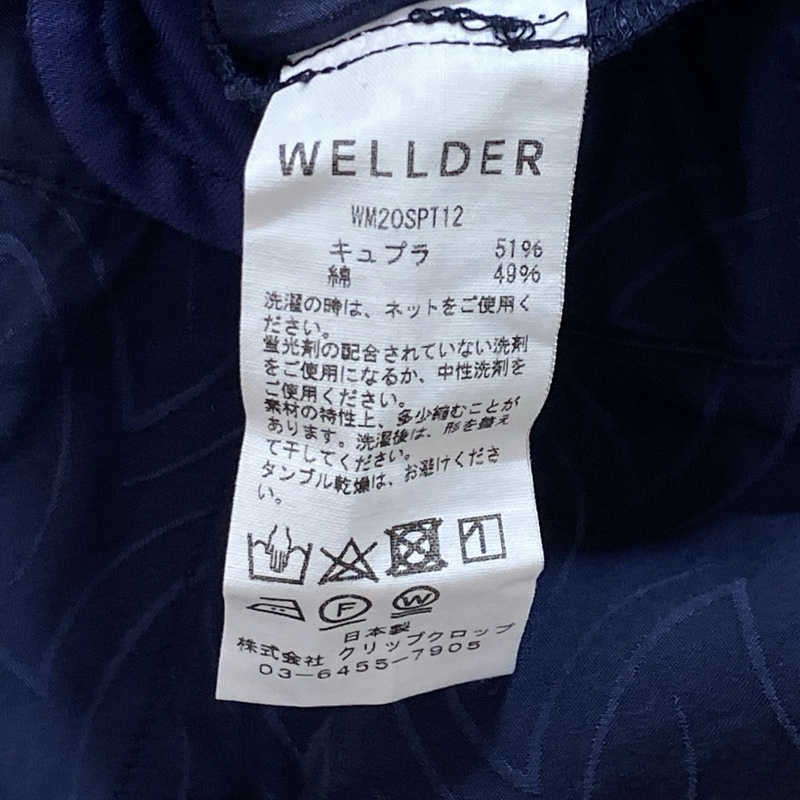 WELLDER
WM20SPT12
キュプラ 51%
綿 49%
洗濯の時は、ネットをご使用く
ださい。
蛍光剤の配合されていない洗剤
をご使用になるか、中性洗剤を
ご使用ください。
素材の特性上、多少縮むことが
あります。洗濯後は、形を整え
て干してください。
タンブル乾燥は、お避けくださ
い。
F W
日本製
株式会社 クリップクロップ
03-6455-7905